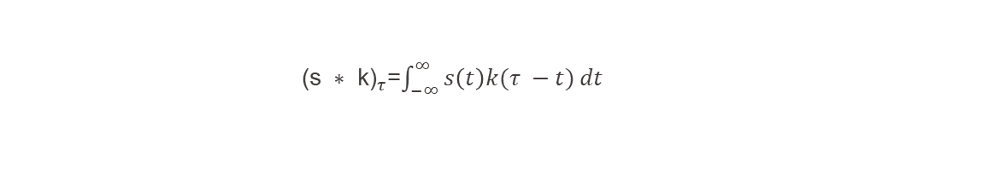 (s * k)τ=∫−∞∞ s(t)k(τ − t) dt